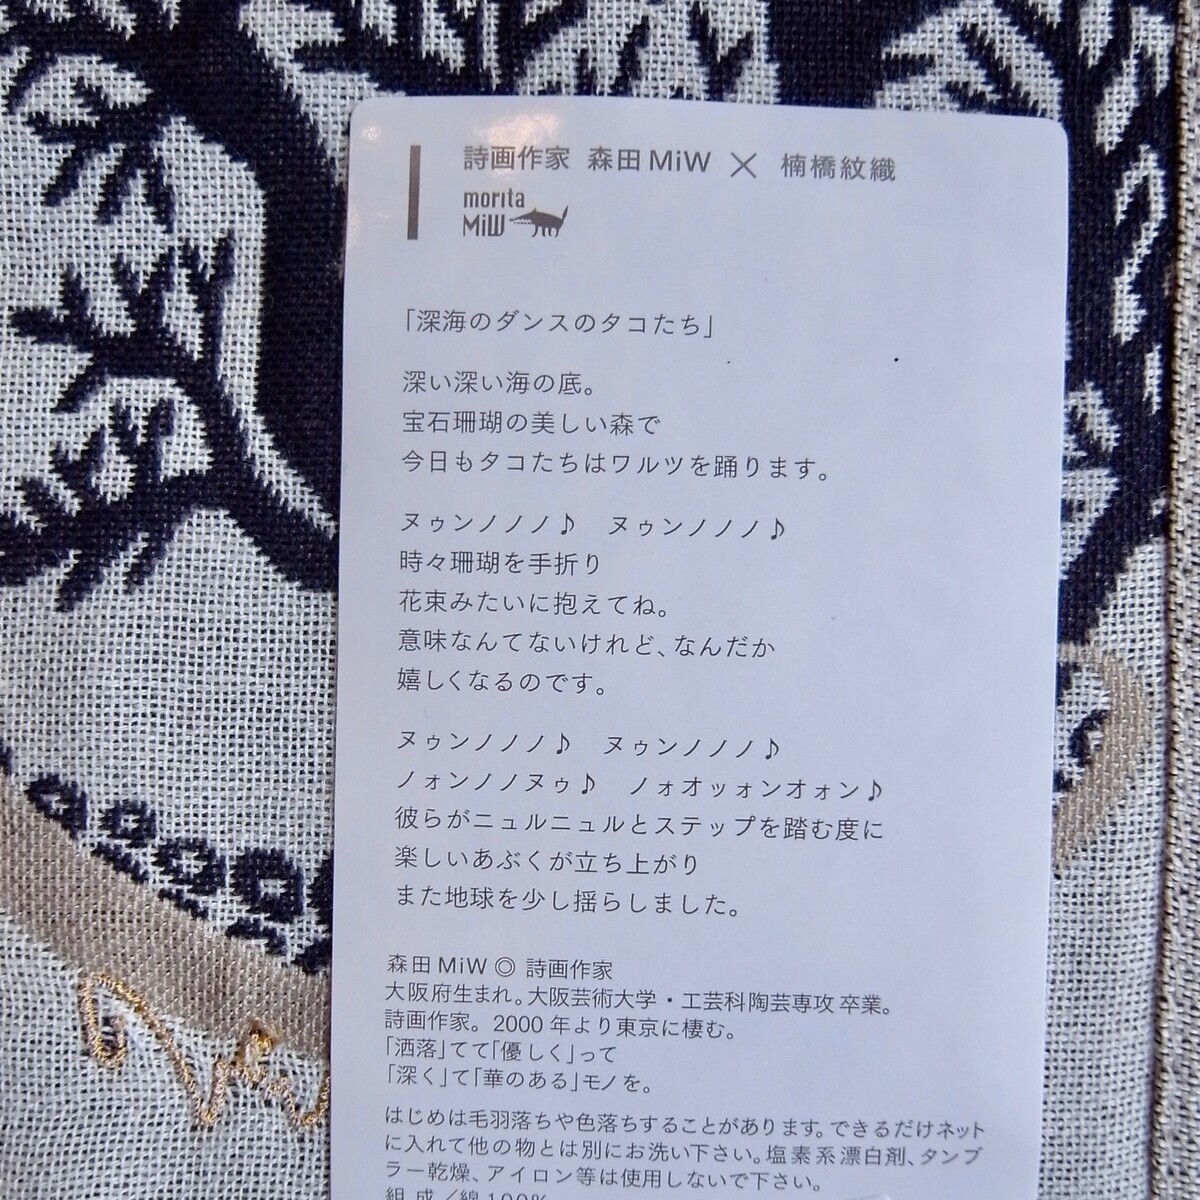 詩画作家 森田MiW × 楠橋紋織
morita
MiW
「深海のダンスのタコたち」
深い深い海の底。
宝石珊瑚の美しい森で
今日もタコたちはワルツを踊ります。
ヌゥンノノノ♪ ヌゥンノノノ♪
時々珊瑚を手折り
花束みたいに抱えてね。
意味なんてないけれど、なんだか
嬉しくなるのです。
ヌゥンノノノ♪ ヌゥンノノノ♪
ノォンノノヌゥ♪ ノォオッォンオォン♪
彼らがニュルニュルとステップを踏む度に
楽しいあぶくが立ち上がり
また地球を少し揺らしました。
森田MiW ◎ 詩画作家
大阪府生まれ。大阪芸術大学・工芸科陶芸専攻 卒業。
詩画作家。2000年より東京に棲む。
「洒落」てて「優しく」って
「深く」て「華のある」モノを。
はじめは毛羽落ちや色落ちすることがあります。できるだけネット
に入れて他の物とは別にお洗い下さい。塩素系漂白剤、タンブ
ラー乾燥、アイロン等は使用しないで下さい。
組成/綿100%